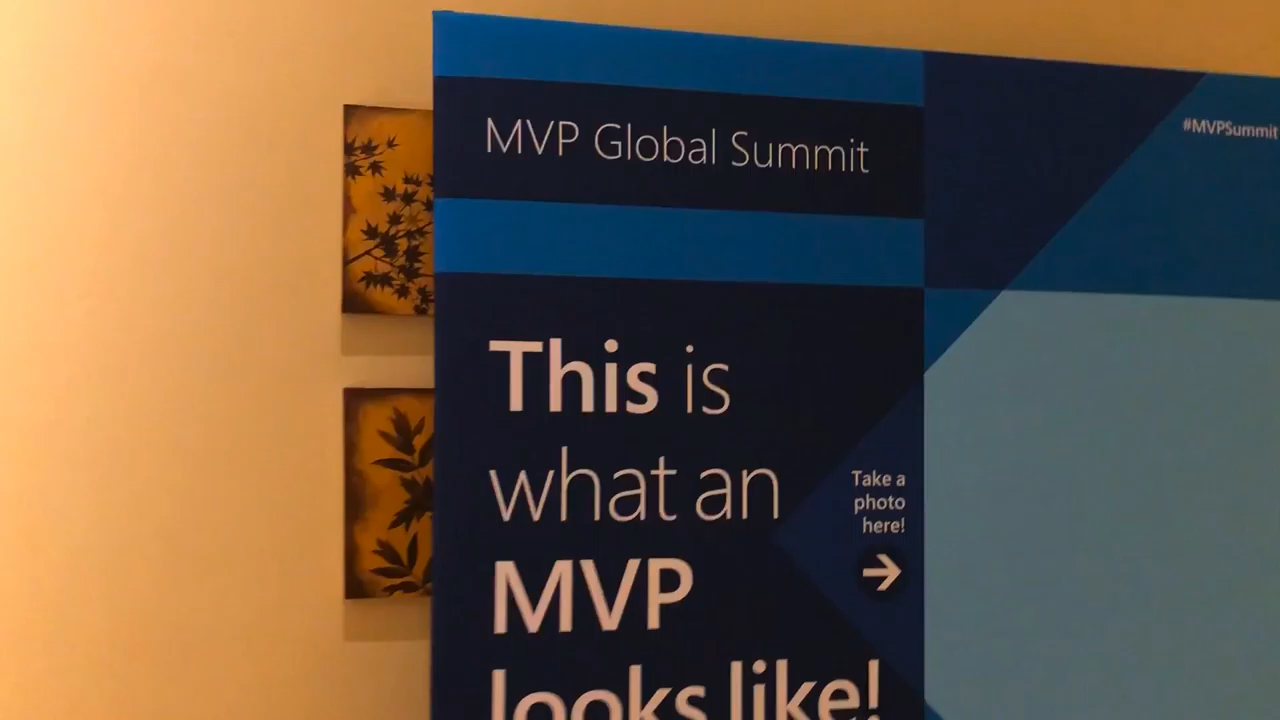 MVP Global Summit
#MVPSummit
This is
what an
MVP
looks like!
Take a
photo
here!